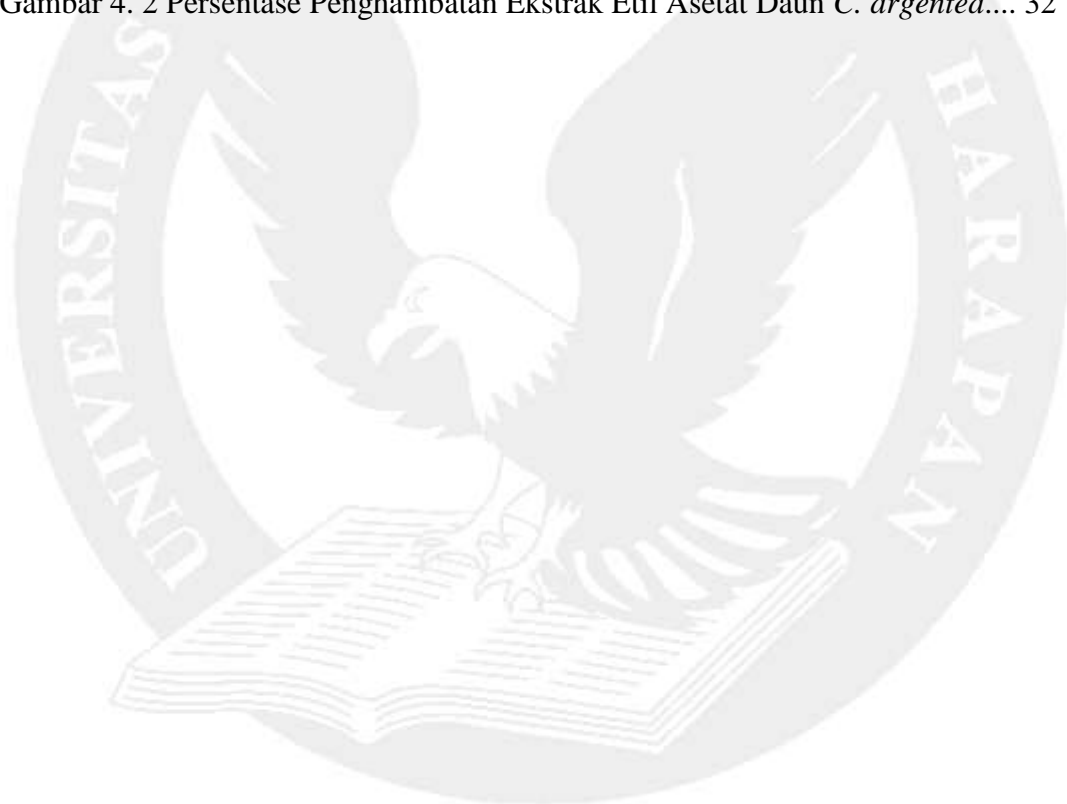 Gambar 4. 2 Persentase Penghambatan Ekstrak Etil Asetat Daun C. argentea.... 32
UNIVERSITAS
HARAPAN